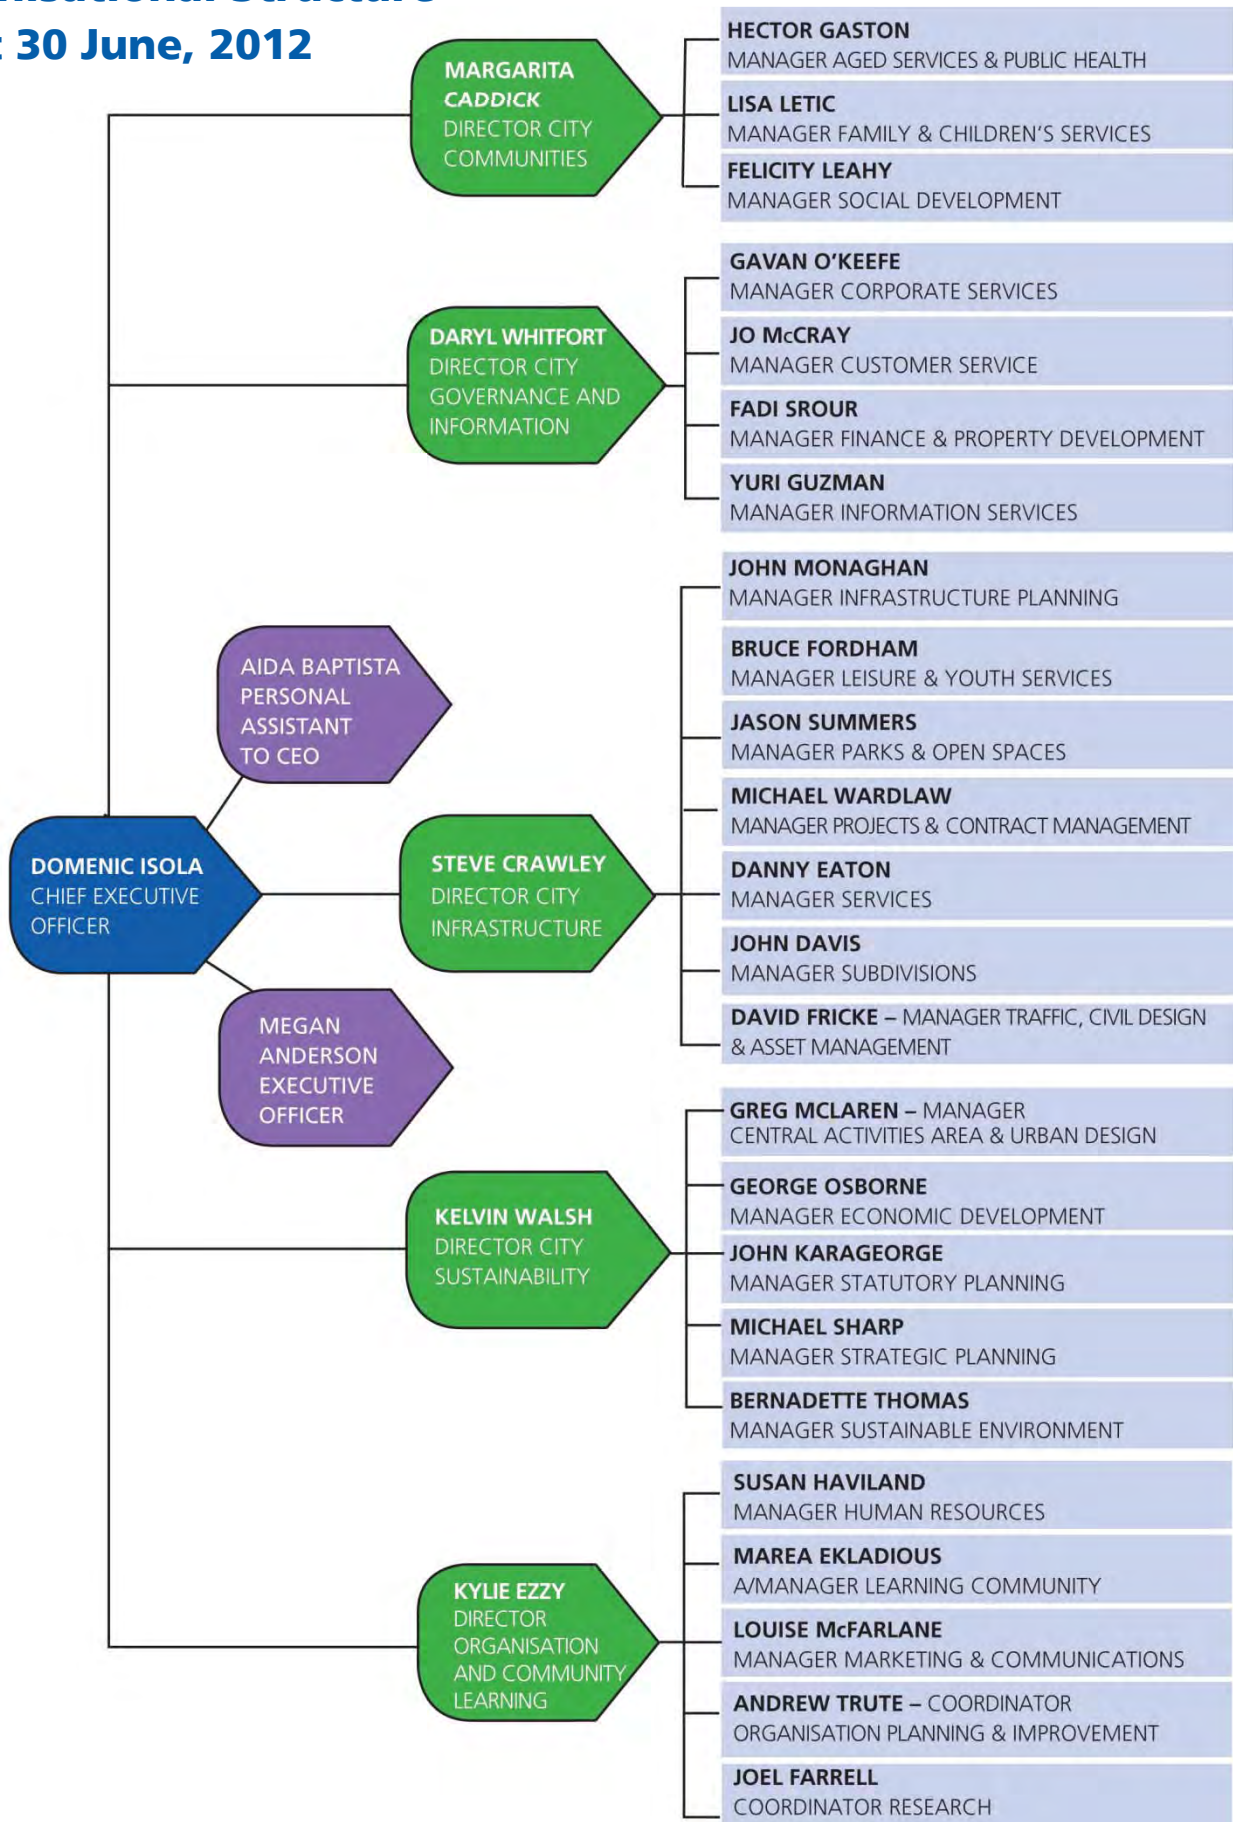 30 June, 2012
MARGARITA
CADDICK
DIRECTOR CITY
COMMUNITIES
HECTOR GASTON
MANAGER AGED SERVICES & PUBLIC HEALTH
LISA LETIC
MANAGER FAMILY & CHILDREN'S SERVICES
FELICITY LEAHY
MANAGER SOCIAL DEVELOPMENT
DARYL WHITFORT
DIRECTOR CITY
GOVERNANCE AND
INFORMATION
GAVAN O'KEEFE
MANAGER CORPORATE SERVICES
JO McCRAY
MANAGER CUSTOMER SERVICE
FADI SROUR
MANAGER FINANCE & PROPERTY DEVELOPMENT
YURI GUZMAN
MANAGER INFORMATION SERVICES
AIDA BAPTISTA
PERSONAL
ASSISTANT
TO CEO
DOMENIC ISOLA
CHIEF EXECUTIVE
OFFICER
MEGAN
ANDERSON
EXECUTIVE
OFFICER
STEVE CRAWLEY
DIRECTOR CITY
INFRASTRUCTURE
JOHN MONAGHAN
MANAGER INFRASTRUCTURE PLANNING
BRUCE FORDHAM
MANAGER LEISURE & YOUTH SERVICES
JASON SUMMERS
MANAGER PARKS & OPEN SPACES
MICHAEL WARDLAW
MANAGER PROJECTS & CONTRACT MANAGEMENT
DANNY EATON
MANAGER SERVICES
JOHN DAVIS
MANAGER SUBDIVISIONS
DAVID FRICKE – MANAGER TRAFFIC, CIVIL DESIGN
& ASSET MANAGEMENT
KELVIN WALSH
DIRECTOR CITY
SUSTAINABILITY
GREG MCLAREN – MANAGER
CENTRAL ACTIVITIES AREA & URBAN DESIGN
GEORGE OSBORNE
MANAGER ECONOMIC DEVELOPMENT
JOHN KARAGEORGE
MANAGER STATUTORY PLANNING
MICHAEL SHARP
MANAGER STRATEGIC PLANNING
BERNADETTE THOMAS
MANAGER SUSTAINABLE ENVIRONMENT
KYLIE EZZY
DIRECTOR
ORGANISATION
AND COMMUNITY
LEARNING
SUSAN HAVILAND
MANAGER HUMAN RESOURCES
MAREA EKLADIOUS
A/MANAGER LEARNING COMMUNITY
LOUISE McFARLANE
MANAGER MARKETING & COMMUNICATIONS
ANDREW TRUTE – COORDINATOR
ORGANISATION PLANNING & IMPROVEMENT
JOEL FARRELL
COORDINATOR RESEARCH